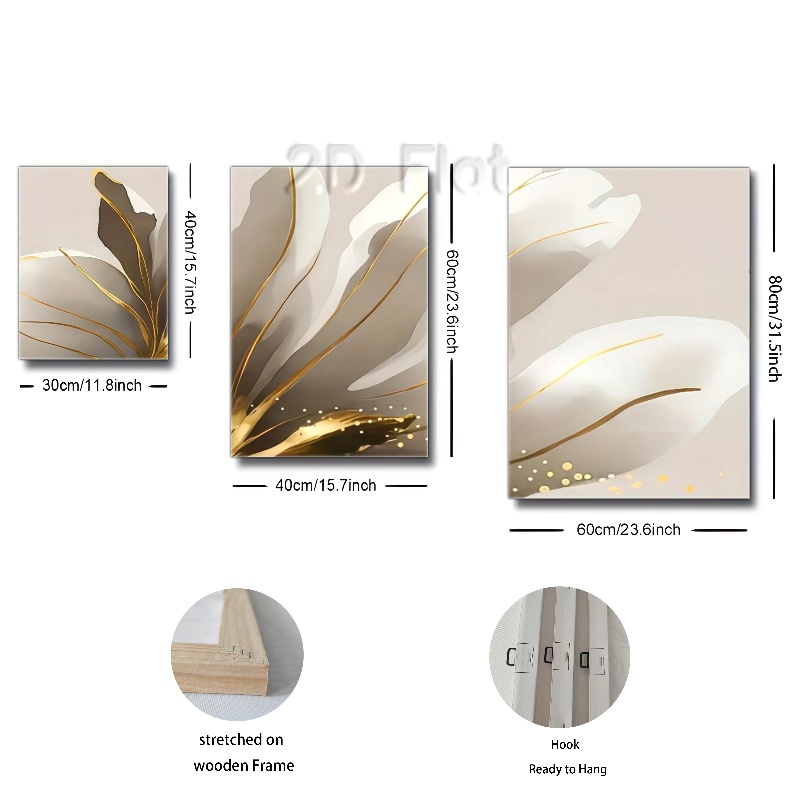 2D Flat
40cm/15.7inch
30cm/11.8inch
60cm/23.6inch
40cm/15.7inch
80cm/31.5inch
60cm/23.6inch
stretched on
wooden Frame
Hook
Ready to Hang